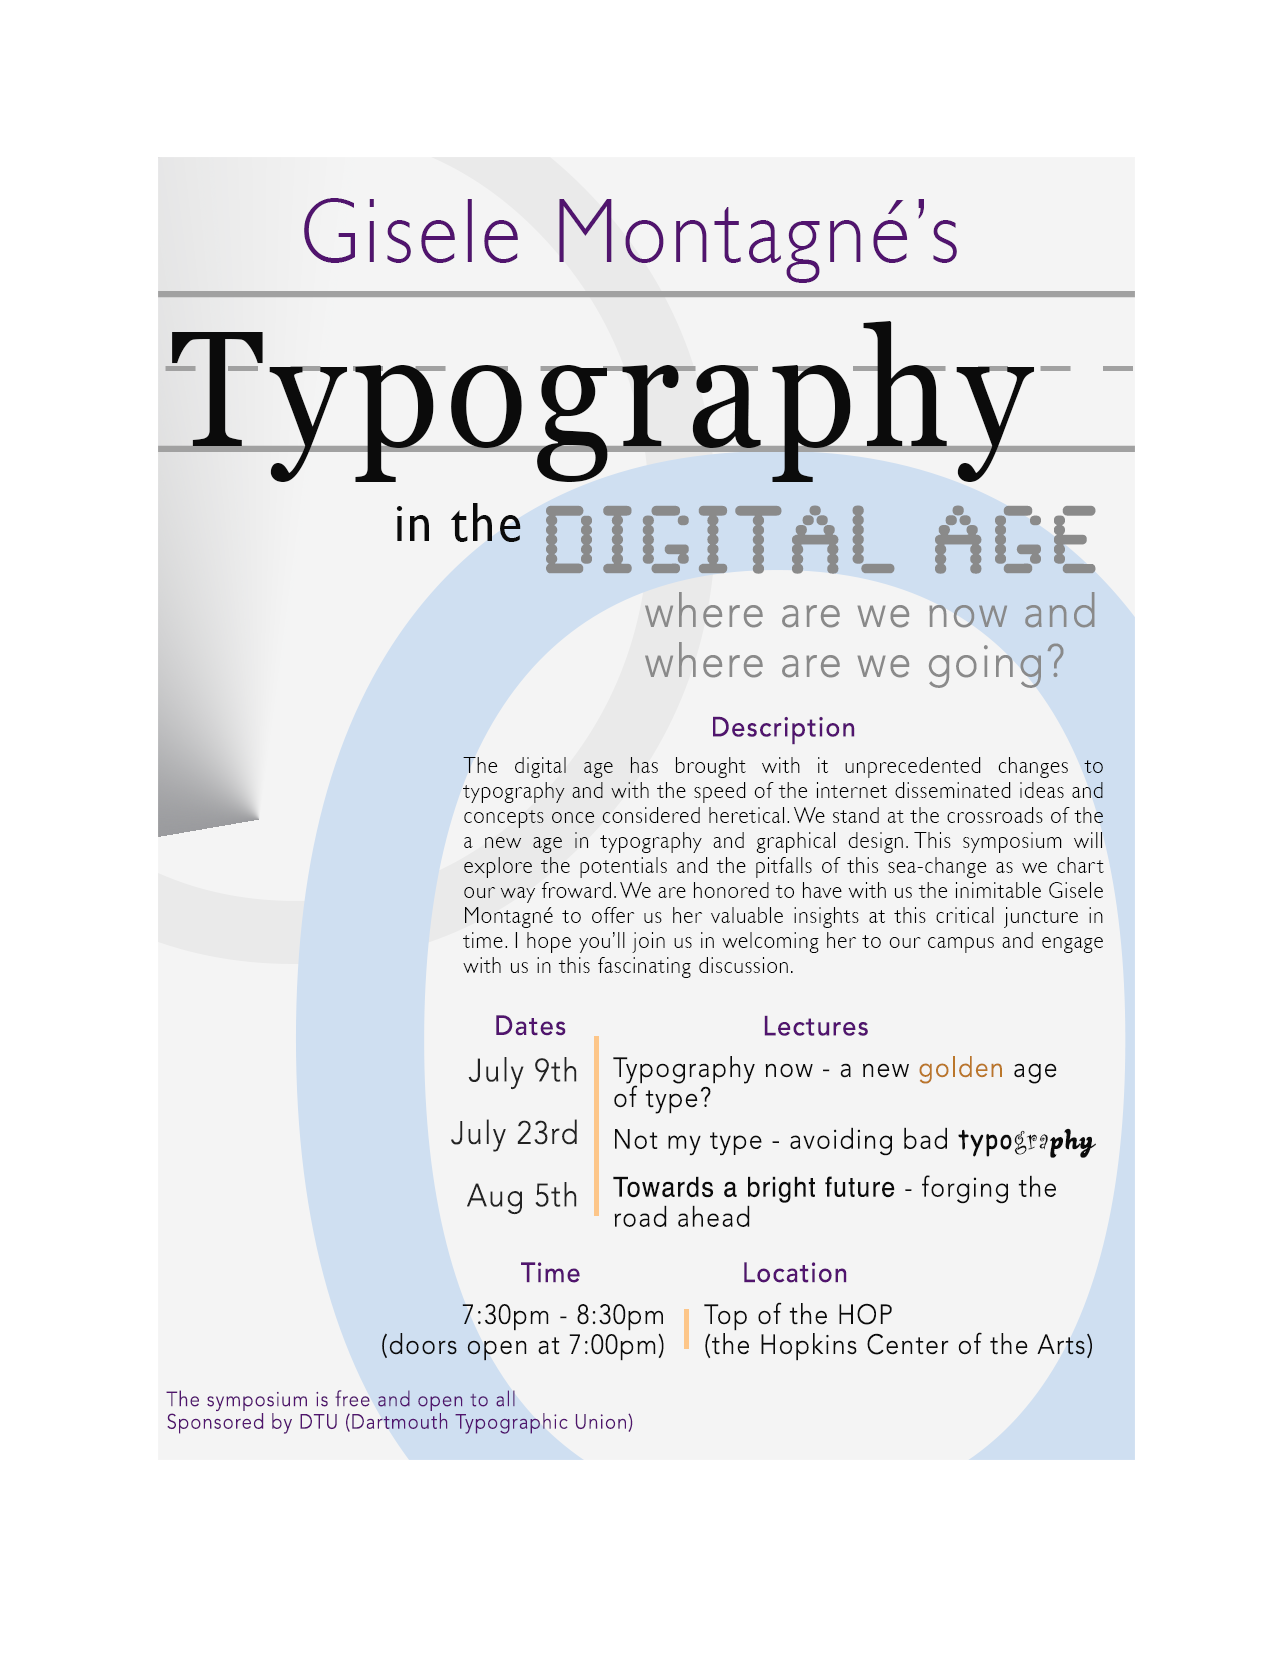 Gisele Montagné’s
Typography
in the DIGITAL AGE
where are we now and
where are we going?
Description
The digital age has brought with it unprecedented changes to
typography and with the speed of the internet disseminated ideas and
concepts once considered heretical. We stand at the crossroads of the
a new age in typography and graphical design. This symposium will
explore the potentials and the pitfalls of this sea-change as we chart
our way froward. We are honored to have with us the inimitable Gisele
Montagné to offer us her valuable insights at this critical juncture in
time. I hope you’ll join us in welcoming her to our campus and engage
with us in this fascinating discussion.
Dates
July 9th
July 23rd
Aug 5th
Lectures
Typography now - a new golden age
of type?
Not my type - avoiding bad typography
Towards a bright future - forging the
road ahead
Time
7:30pm - 8:30pm
(doors open at 7:00pm)
Location
Top of the HOP
(the Hopkins Center of the Arts)
The symposium is free and open to all
Sponsored by DTU (Dartmouth Typographic Union)